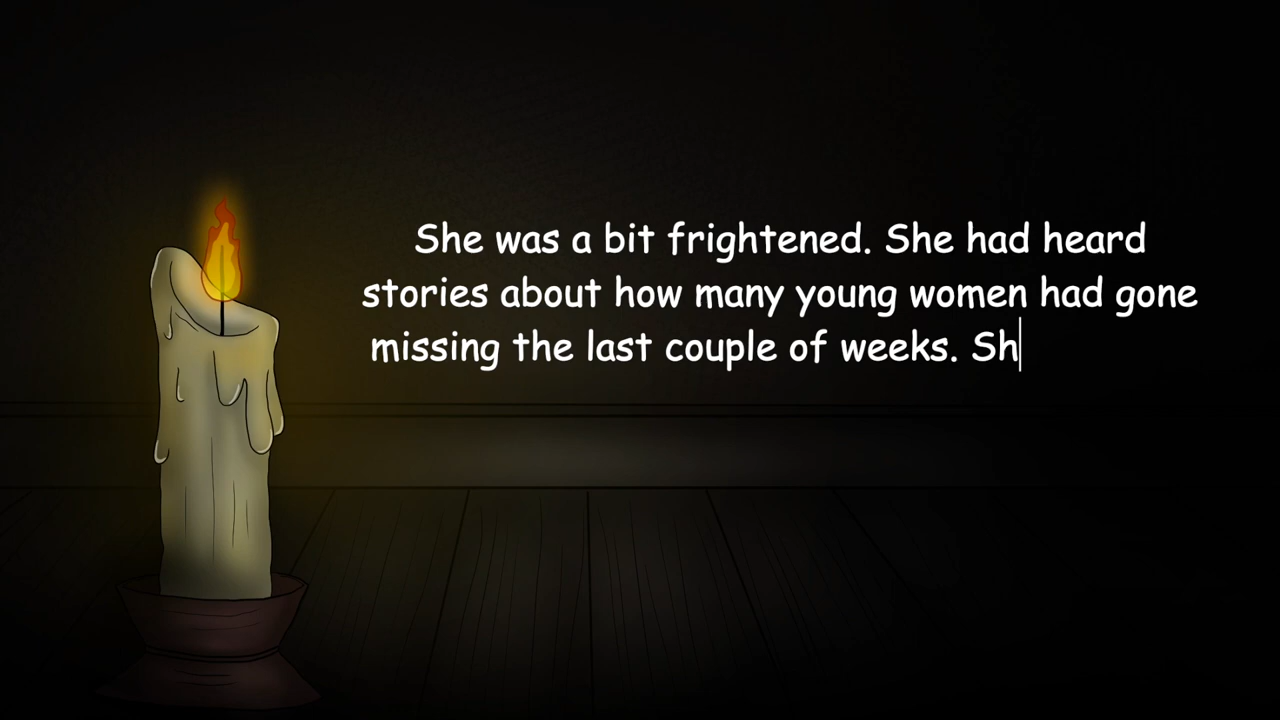 She was a bit frightened. She had heard
stories about how many young women had gone
missing the last couple of weeks. Sh